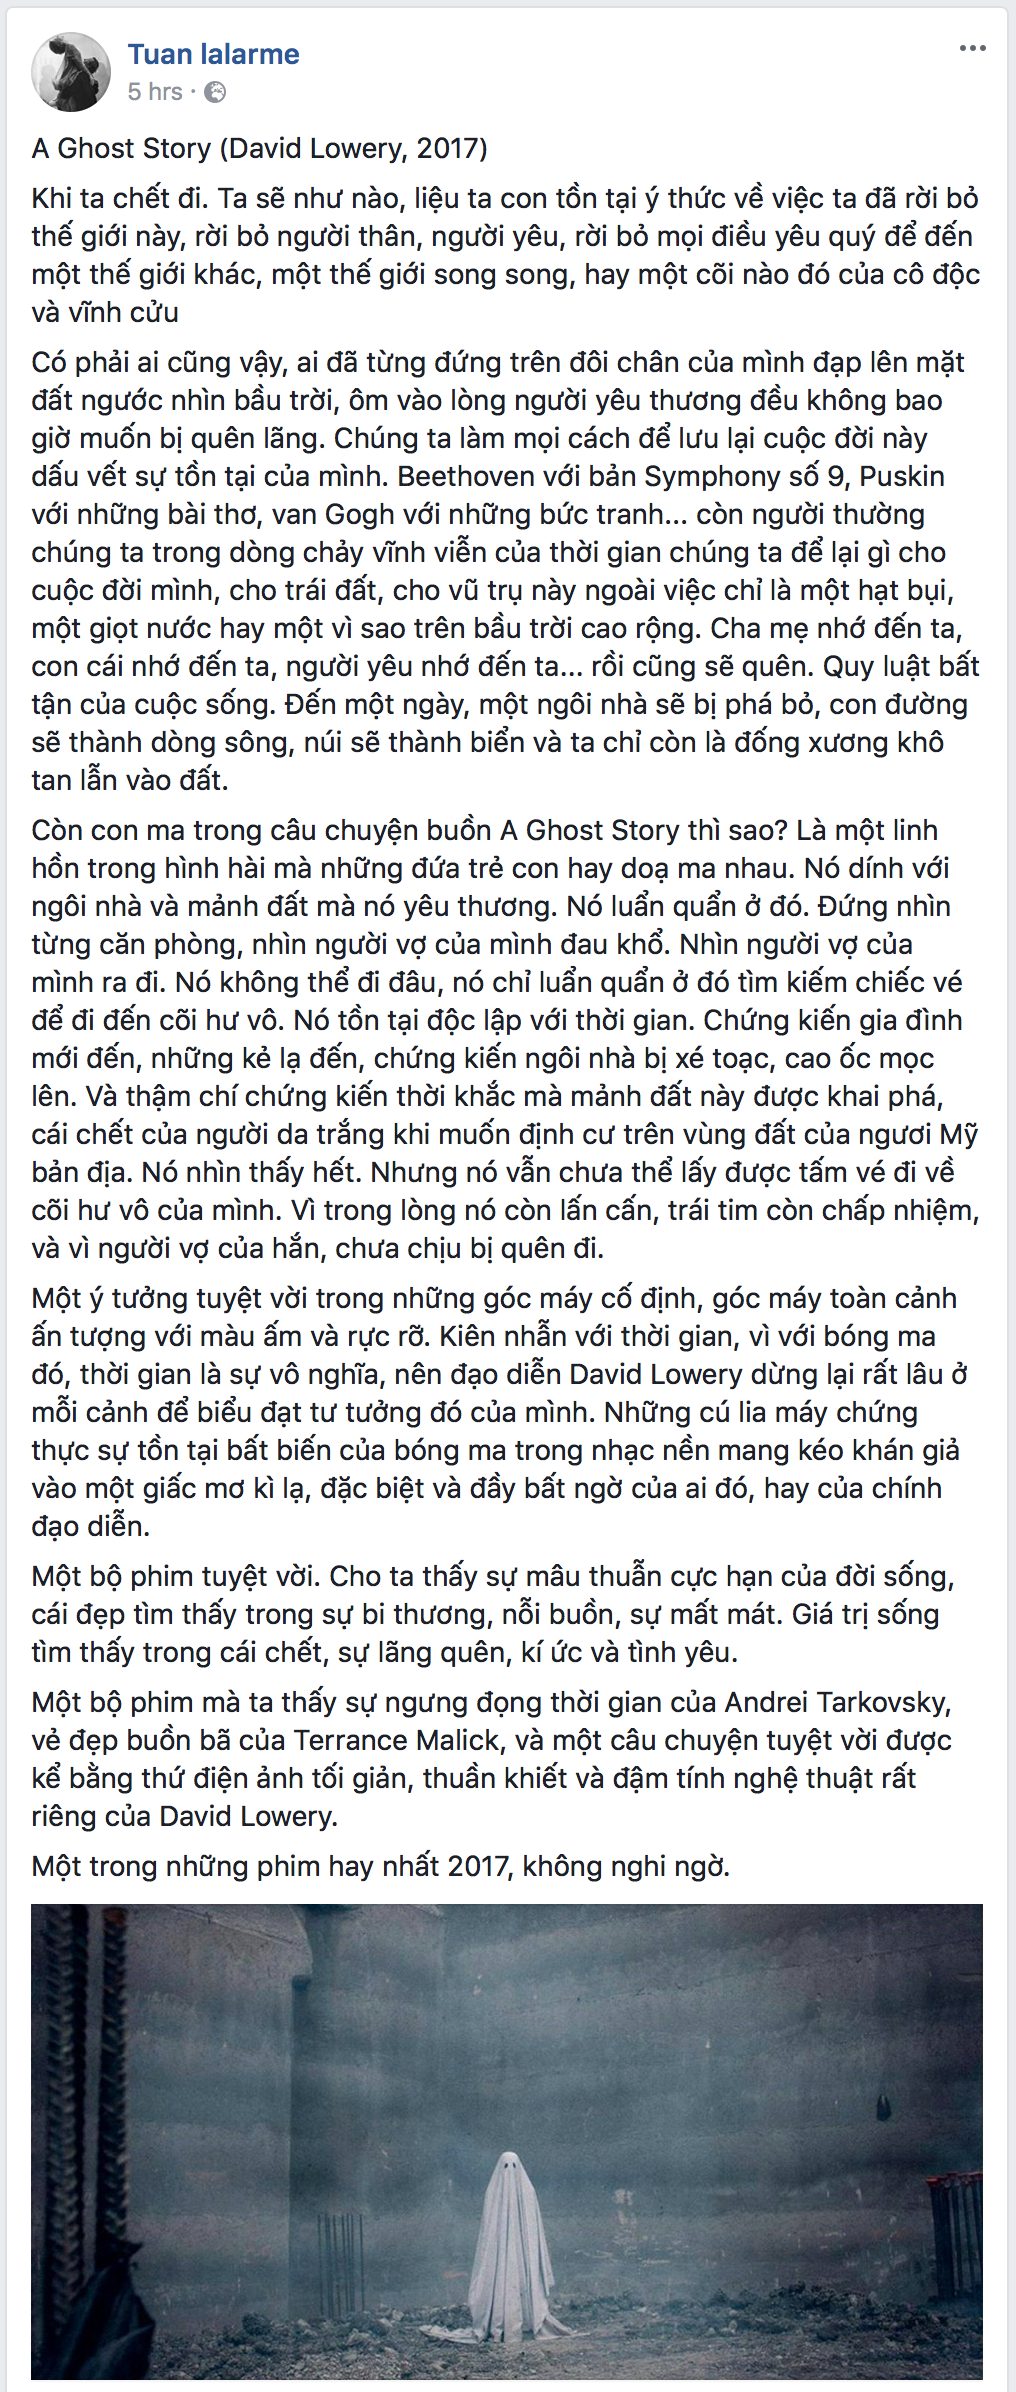 Tuan lalarme
5 hrs ·
A Ghost Story (David Lowery, 2017)
Khi ta chết đi. Ta sẽ như nào, liệu ta con tồn tại ý thức về việc ta đã rời bỏ
thế giới này, rời bỏ người thân, người yêu, rời bỏ mọi điều yêu quý để đến
một thế giới khác, một thế giới song song, hay một cõi nào đó của cô độc
và vĩnh cửu
Có phải ai cũng vậy, ai đã từng đứng trên đôi chân của mình đạp lên mặt
đất ngước nhìn bầu trời, ôm vào lòng người yêu thương đều không bao
giờ muốn bị quên lãng. Chúng ta làm mọi cách để lưu lại cuộc đời này
dấu vết sự tồn tại của mình. Beethoven với bản Symphony số 9, Puskin
với những bài thơ, van Gogh với những bức tranh... còn người thường
chúng ta trong dòng chảy vĩnh viễn của thời gian chúng ta để lại gì cho
cuộc đời mình, cho trái đất, cho vũ trụ này ngoài việc chỉ là một hạt bụi,
một giọt nước hay một vì sao trên bầu trời cao rộng. Cha mẹ nhớ đến ta,
con cái nhớ đến ta, người yêu nhớ đến ta... rồi cũng sẽ quên. Quy luật bất
tận của cuộc sống. Đến một ngày, một ngôi nhà sẽ bị phá bỏ, con đường
sẽ thành dòng sông, núi sẽ thành biển và ta chỉ còn là đống xương khô
tan lẫn vào đất.
Còn con ma trong câu chuyện buồn A Ghost Story thì sao? Là một linh
hồn trong hình hài mà những đứa trẻ con hay doạ ma nhau. Nó dính với
ngôi nhà và mảnh đất mà nó yêu thương. Nó luẩn quẩn ở đó. Đứng nhìn
từng căn phòng, nhìn người vợ của mình đau khổ. Nhìn người vợ của
mình ra đi. Nó không thể đi đâu, nó chỉ luẩn quẩn ở đó tìm kiếm chiếc vé
để đi đến cõi hư vô. Nó tồn tại độc lập với thời gian. Chứng kiến gia đình
mới đến, những kẻ lạ đến, chứng kiến ngôi nhà bị xé toạc, cao ốc mọc
lên. Và thậm chí chứng kiến thời khắc mà mảnh đất này được khai phá,
cái chết của người da trắng khi muốn định cư trên vùng đất của ngươi Mỹ
bản địa. Nó nhìn thấy hết. Nhưng nó vẫn chưa thể lấy được tấm vé đi về
cõi hư vô của mình. Vì trong lòng nó còn lấn cấn, trái tim còn chấp nhiệm,
và vì người vợ của hắn, chưa chịu bị quên đi.
Một ý tưởng tuyệt vời trong những góc máy cố định, góc máy toàn cảnh
ấn tượng với màu ấm và rực rỡ. Kiên nhẫn với thời gian, vì với bóng ma
đó, thời gian là sự vô nghĩa, nên đạo diễn David Lowery dừng lại rất lâu ở
mỗi cảnh để biểu đạt tư tưởng đó của mình. Những cú lia máy chứng
thực sự tồn tại bất biến của bóng ma trong nhạc nền mang kéo khán giả
vào một giấc mơ kì lạ, đặc biệt và đầy bất ngờ của ai đó, hay của chính
đạo diễn.
Một bộ phim tuyệt vời. Cho ta thấy sự mâu thuẫn cực hạn của đời sống,
cái đẹp tìm thấy trong sự bi thương, nỗi buồn, sự mất mát. Giá trị sống
tìm thấy trong cái chết, sự lãng quên, kí ức và tình yêu.
Một bộ phim mà ta thấy sự ngưng đọng thời gian của Andrei Tarkovsky,
vẻ đẹp buồn bã của Terrance Malick, và một câu chuyện tuyệt vời được
kể bằng thứ điện ảnh tối giản, thuần khiết và đậm tính nghệ thuật rất
riêng của David Lowery.
Một trong những phim hay nhất 2017, không nghi ngờ.